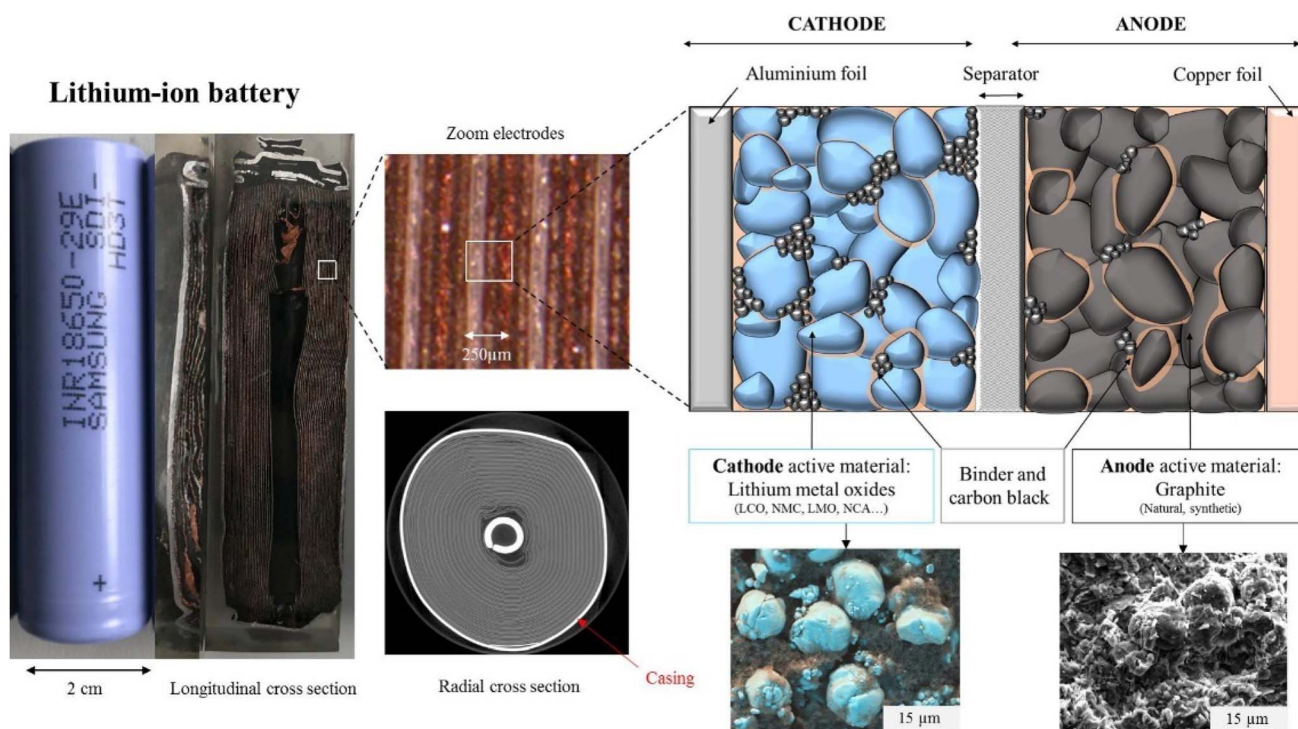 CATHODE
ANODE
Aluminium foil
Separator
Copper foil
Lithium-ion battery
Zoom electrodes
INR18650-29E
SAMSUNG SDI
HD3T
−
+
250µm
Cathode active material:
Lithium metal oxides
(LCO, NMC, LMO, NCA…)
Binder and
carbon black
Anode active material:
Graphite
(Natural, synthetic)
2 cm
Longitudinal cross section
Radial cross section
Casing
15 µm
15 µm